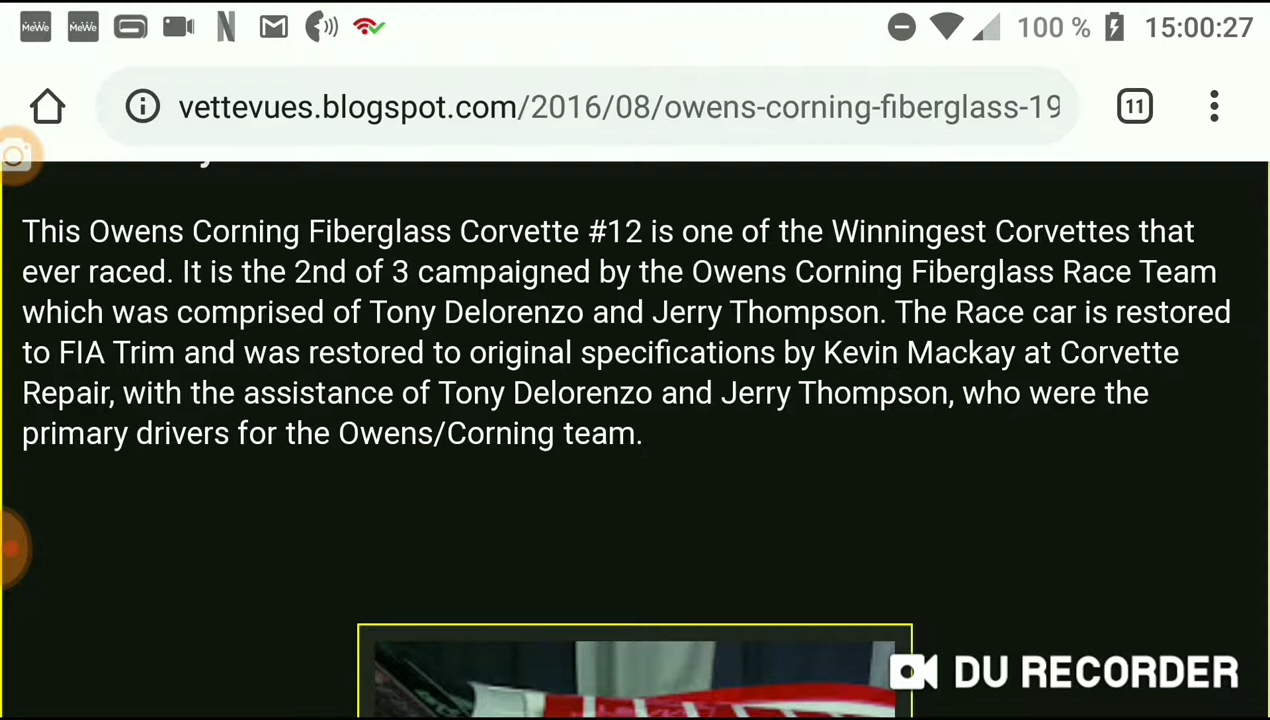 MeWe MeWe N M 100 % 15:00:27
vettevues.blogspot.com/2016/08/owens-corning-fiberglass-19 11
This Owens Corning Fiberglass Corvette #12 is one of the Winningest Corvettes that
ever raced. It is the 2nd of 3 campaigned by the Owens Corning Fiberglass Race Team
which was comprised of Tony Delorenzo and Jerry Thompson. The Race car is restored
to FIA Trim and was restored to original specifications by Kevin Mackay at Corvette
Repair, with the assistance of Tony Delorenzo and Jerry Thompson, who were the
primary drivers for the Owens/Corning team.
DU RECORDER